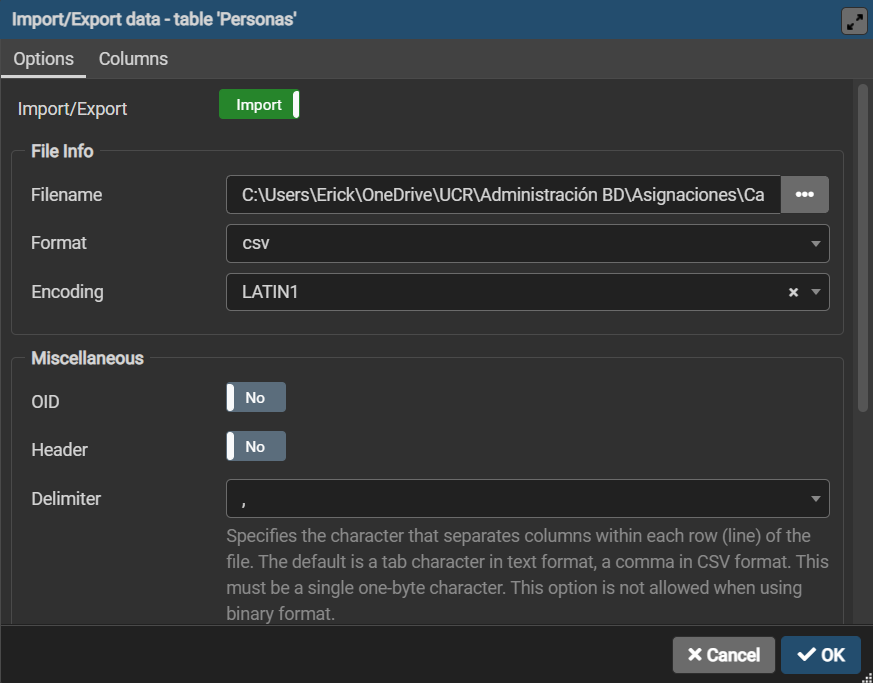 Import/Export data - table 'Personas'
Options Columns
Import/Export Import
File Info
Filename C:\Users\Erick\OneDrive\UCR\Administración BD\Asignaciones\Ca •••
Format csv
Encoding LATIN1 ×
Miscellaneous
OID No
Header No
Delimiter ,
Specifies the character that separates columns within each row (line) of the
file. The default is a tab character in text format, a comma in CSV format. This
must be a single one-byte character. This option is not allowed when using
binary format.
Cancel OK